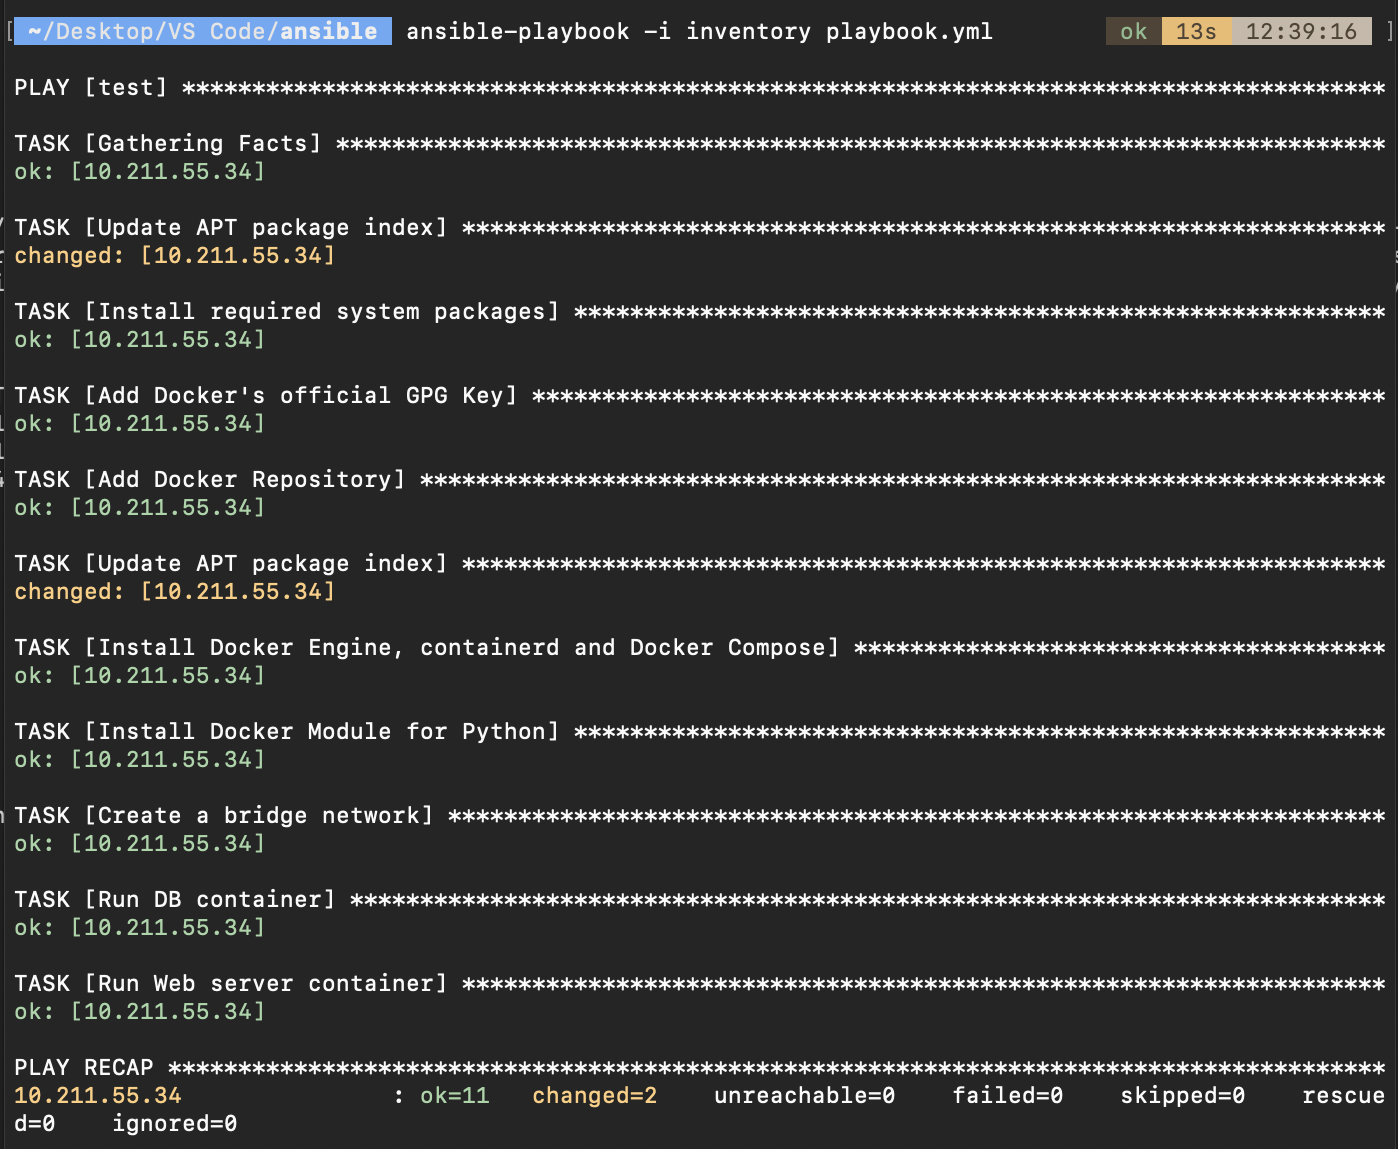 [ ~/Desktop/VS Code/ansible ansible-playbook -i inventory playbook.yml ok 13s 12:39:16 ]
PLAY [test] **************************************************************************************
TASK [Gathering Facts] ***************************************************************************
ok: [10.211.55.34]
TASK [Update APT package index] ******************************************************************
changed: [10.211.55.34]
TASK [Install required system packages] **********************************************************
ok: [10.211.55.34]
TASK [Add Docker's official GPG Key] *************************************************************
ok: [10.211.55.34]
TASK [Add Docker Repository] *********************************************************************
ok: [10.211.55.34]
TASK [Update APT package index] ******************************************************************
changed: [10.211.55.34]
TASK [Install Docker Engine, containerd and Docker Compose] **************************************
ok: [10.211.55.34]
TASK [Install Docker Module for Python] **********************************************************
ok: [10.211.55.34]
TASK [Create a bridge network] *******************************************************************
ok: [10.211.55.34]
TASK [Run DB container] **************************************************************************
ok: [10.211.55.34]
TASK [Run Web server container] ******************************************************************
ok: [10.211.55.34]
PLAY RECAP ***************************************************************************************
10.211.55.34 : ok=11 changed=2 unreachable=0 failed=0 skipped=0 rescue
d=0 ignored=0